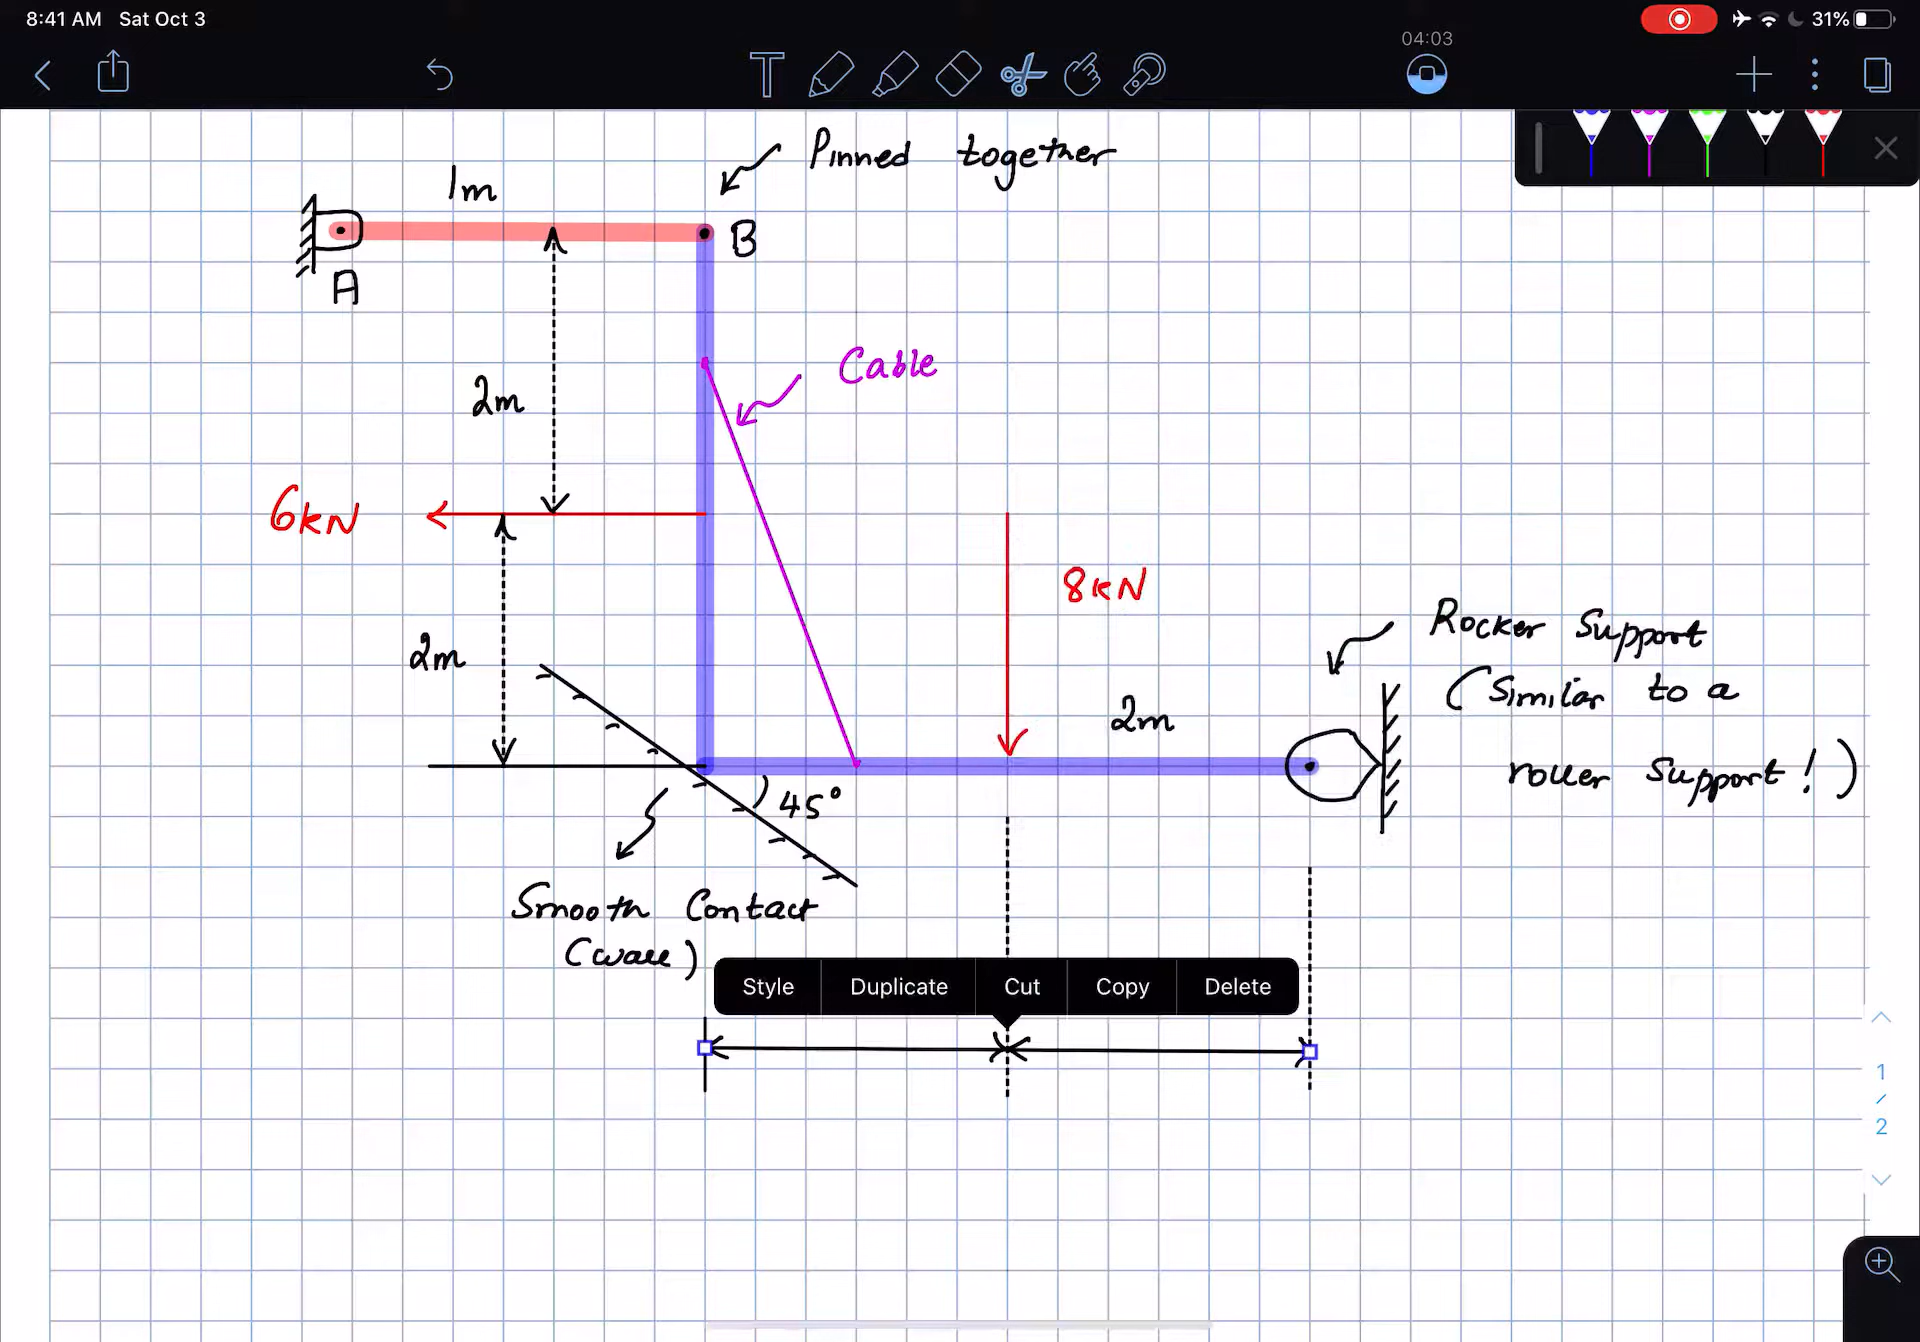 8:41 AM Sat Oct 3
31%
04:03
Pinned together
1m
B
A
Cable
2m
6kN
8kN
Rocker Support
2m
(Similar to a
2m
roller Support!)
45°
Smooth Contact
(wall)
Style Duplicate Cut Copy Delete
1
/
2